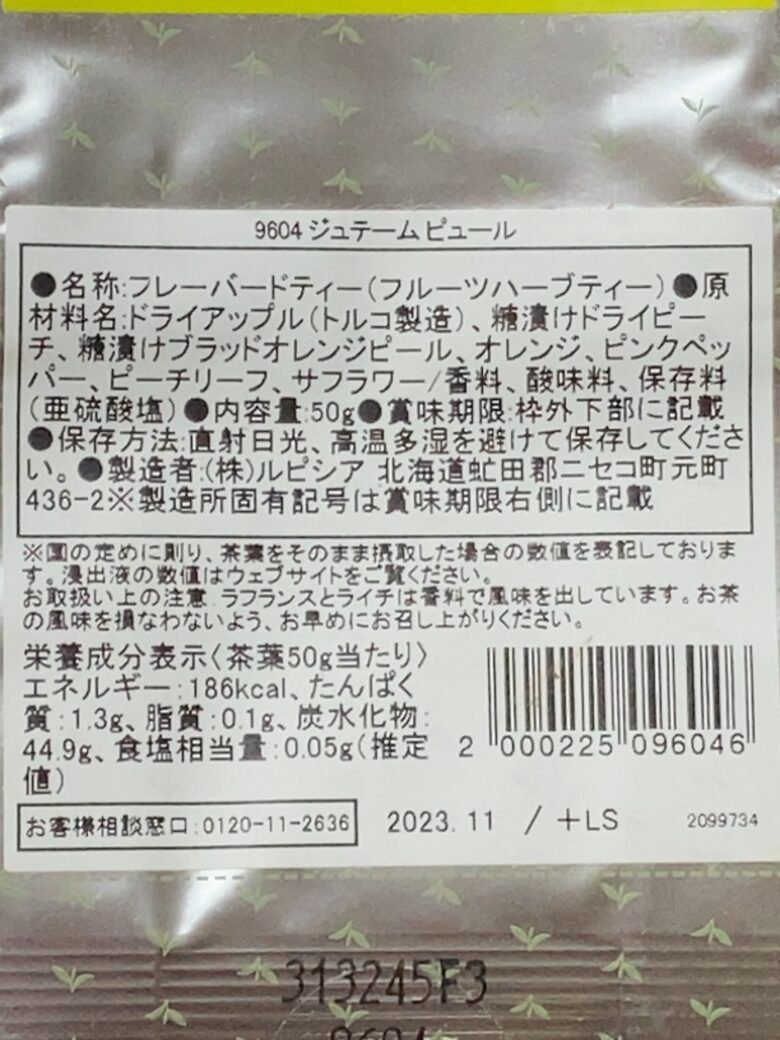 9604 ジュテーム ピュール
●名称:フレーバードティー(フルーツハーブティー)●原
材料名:ドライアップル(トルコ製造)、糖漬けドライピー
チ、糖漬けブラッドオレンジピール、オレンジ、ピンクペッ
パー、ピーチリーフ、サフラワー/香料、酸味料、保存料
(亜硫酸塩)●内容量:50g●賞味期限:枠外下部に記載
●保存方法:直射日光、高温多湿を避けて保存してくださ
い。●製造者:(株)ルピシア 北海道虻田郡ニセコ町元町
436-2※製造所固有記号は賞味期限右側に記載
※国の定めに則り、茶葉をそのまま摂取した場合の数値を表記しておりま
す。浸出液の数値はウェブサイトをご覧ください。
お取扱い上の注意 ラフランスとライチは香料で風味を出しています。お茶
の風味を損なわないよう、お早めにお召し上がりください。
栄養成分表示〈茶葉50g当たり〉
エネルギー:186kcal、たんぱく
質:1.3g、脂質:0.1g、炭水化物:
44.9g、食塩相当量:0.05g(推定
値)
2 000225 096046
お客様相談窓口:0120-11-2636
2023.11 / +LS
2099734
313245F3